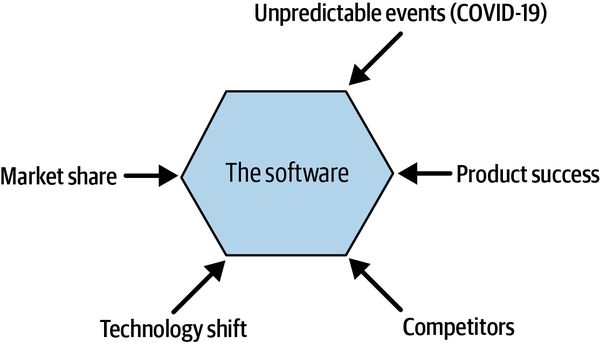 Unpredictable events (COVID-19)
Market share
The software
Product success
Technology shift
Competitors